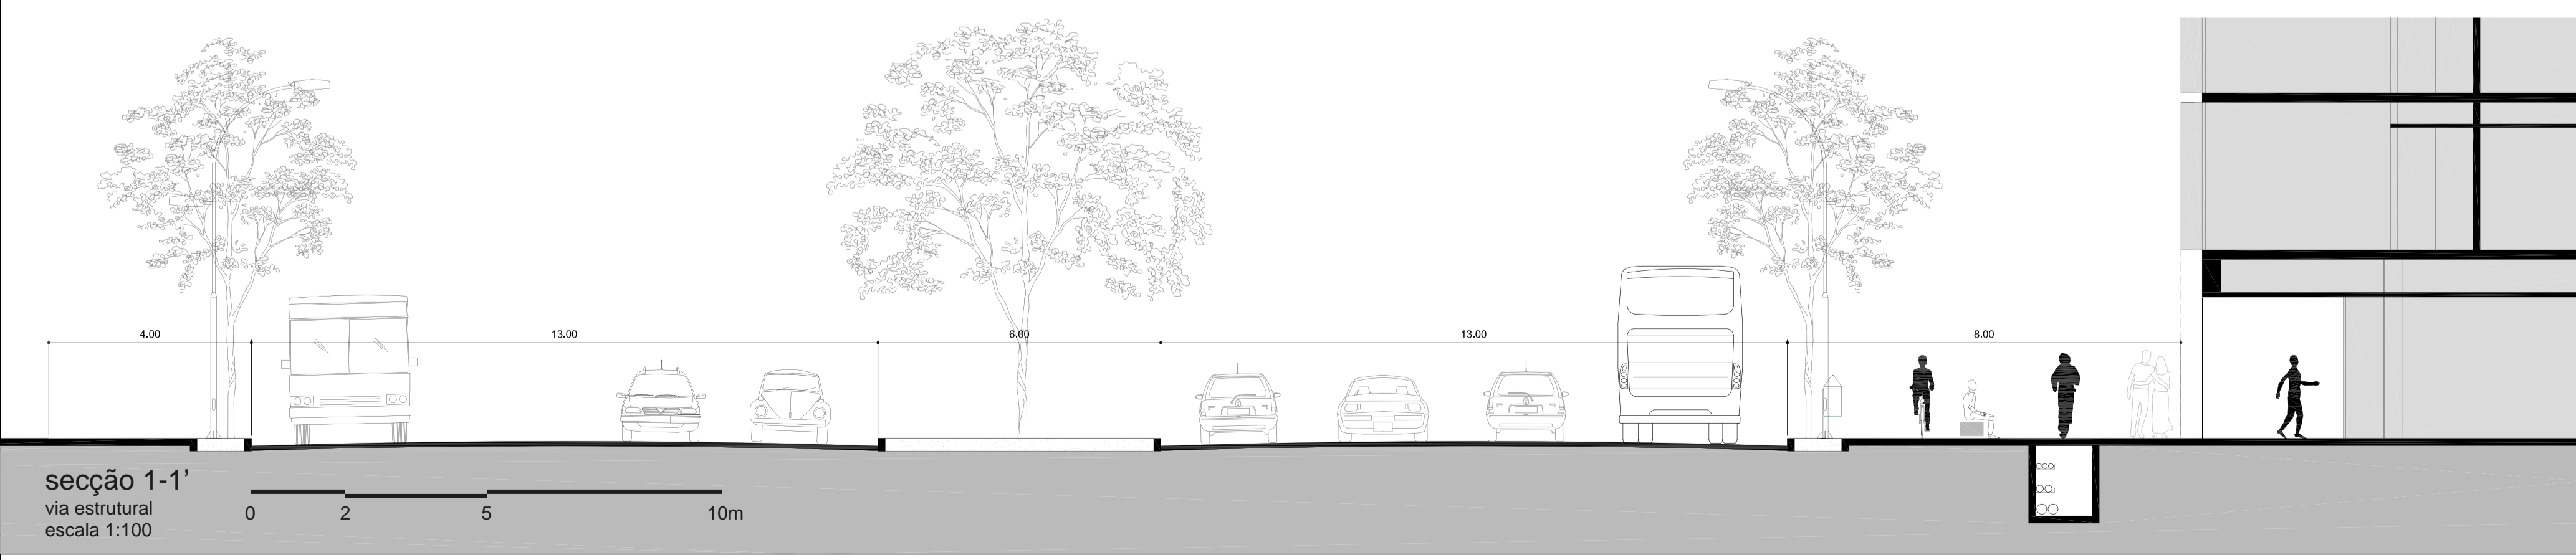 4.00
13.00
6.00
13.00
8.00
secção 1-1’
via estrutural
escala 1:100
0 2 5 10m